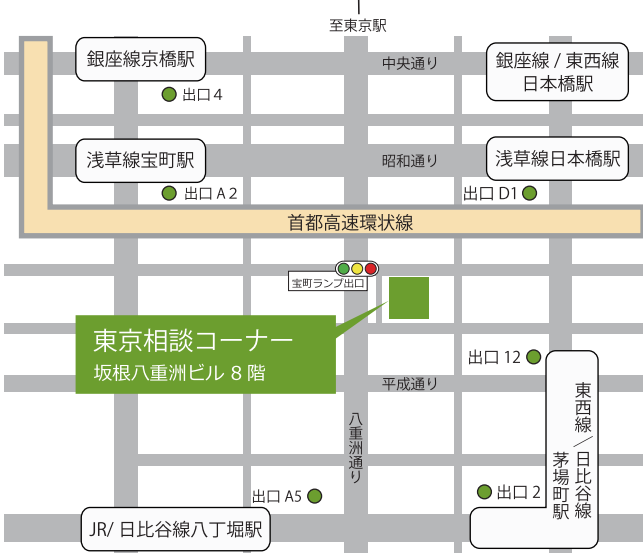 至東京駅
銀座線京橋駅
中央通り
銀座線 / 東西線
日本橋駅
出口 4
浅草線宝町駅
昭和通り
浅草線日本橋駅
出口 A 2
出口 D1
首都高速環状線
宝町ランプ出口
東京相談コーナー
坂根八重洲ビル 8 階
出口 12
平成通り
八重洲通り
東西線／日比谷線
茅場町駅
出口 A5
出口 2
JR/ 日比谷線八丁堀駅